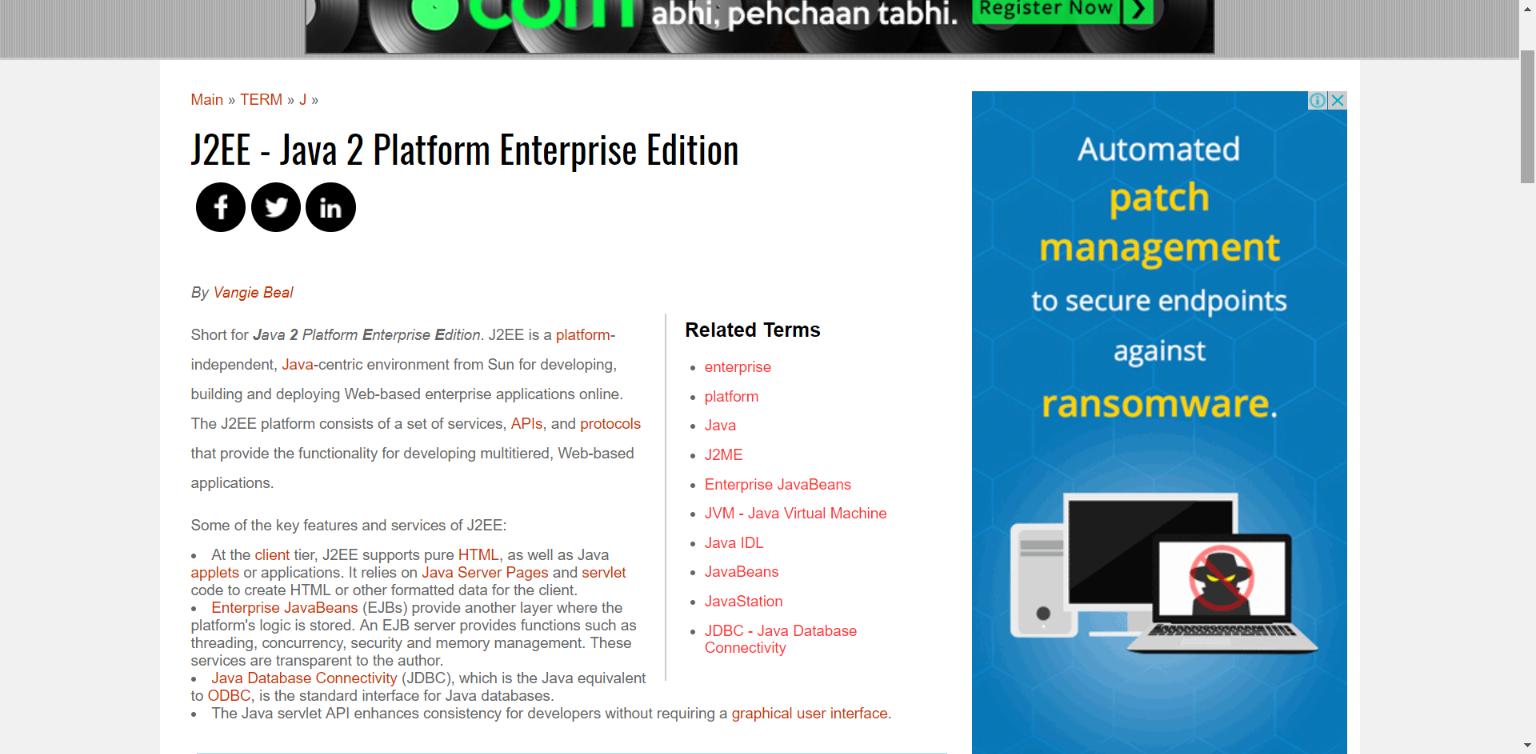 com abhi, pehchaan tabhi. Register Now
Main » TERM » J »
J2EE - Java 2 Platform Enterprise Edition
By Vangie Beal
Short for Java 2 Platform Enterprise Edition. J2EE is a platform-
independent, Java-centric environment from Sun for developing,
building and deploying Web-based enterprise applications online.
The J2EE platform consists of a set of services, APIs, and protocols
that provide the functionality for developing multitiered, Web-based
applications.
Some of the key features and services of J2EE:
• At the client tier, J2EE supports pure HTML, as well as Java
applets or applications. It relies on Java Server Pages and servlet
code to create HTML or other formatted data for the client.
• Enterprise JavaBeans (EJBs) provide another layer where the
platform's logic is stored. An EJB server provides functions such as
threading, concurrency, security and memory management. These
services are transparent to the author.
• Java Database Connectivity (JDBC), which is the Java equivalent
to ODBC, is the standard interface for Java databases.
• The Java servlet API enhances consistency for developers without requiring a graphical user interface.
Related Terms
• enterprise
• platform
• Java
• J2ME
• Enterprise JavaBeans
• JVM - Java Virtual Machine
• Java IDL
• JavaBeans
• JavaStation
• JDBC - Java Database
Connectivity
Automated
patch
management
to secure endpoints
against
ransomware.